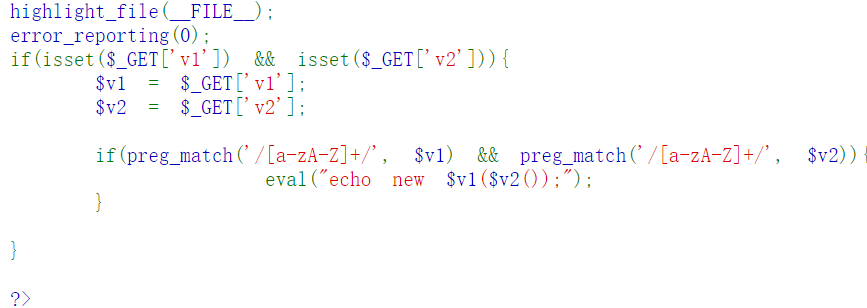 highlight_file(__FILE__);
error_reporting(0);
if(isset($_GET['v1']) && isset($_GET['v2'])){
$v1 = $_GET['v1'];
$v2 = $_GET['v2'];
if(preg_match('/[a-zA-Z]+/', $v1) && preg_match('/[a-zA-Z]+/', $v2)){
eval("echo new $v1($v2());");
}
}
?>